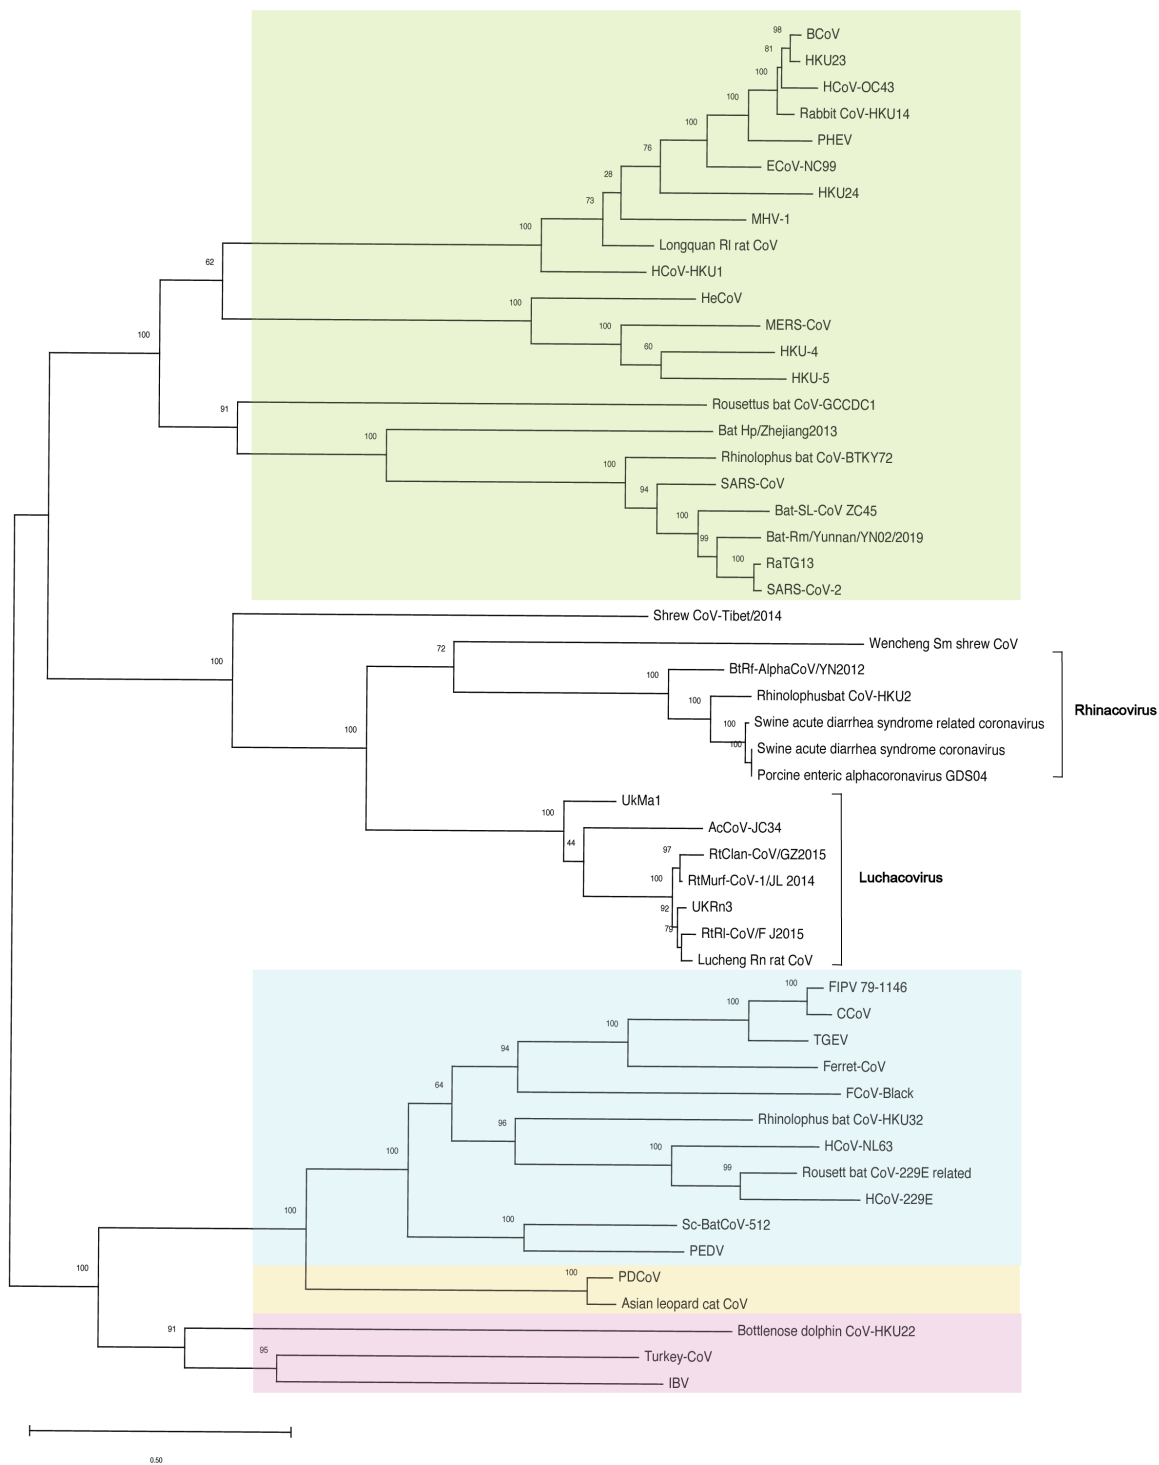 98
BCoV
81
HKU23
100
HCoV-OC43
100
Rabbit CoV-HKU14
100
PHEV
76
ECoV-NC99
28
HKU24
73
MHV-1
100
Longquan Rl rat CoV
62
HCoV-HKU1
100
HeCoV
100
MERS-CoV
100
60
HKU-4
HKU-5
91
Rousettus bat CoV-GCCDC1
100
Bat Hp/Zhejiang2013
100
Rhinolophus bat CoV-BTKY72
94
SARS-CoV
100
Bat-SL-CoV ZC45
99
Bat-Rm/Yunnan/YN02/2019
100
RaTG13
SARS-CoV-2
Shrew CoV-Tibet/2014
100
72
Wencheng Sm shrew CoV
100
BtRf-AlphaCoV/YN2012
100
Rhinolophusbat CoV-HKU2
Rhinacovirus
100
Swine acute diarrhea syndrome related coronavirus
100
100
Swine acute diarrhea syndrome coronavirus
Porcine enteric alphacoronavirus GDS04
100
UkMa1
44
AcCoV-JC34
97
RtClan-CoV/GZ2015
100
RtMurf-CoV-1/JL 2014
Luchacovirus
92
UKRn3
79
RtRl-CoV/F J2015
Lucheng Rn rat CoV
100
FIPV 79-1146
100
CCoV
100
TGEV
94
Ferret-CoV
64
FCoV-Black
96
Rhinolophus bat CoV-HKU32
100
100
HCoV-NL63
99
Rousett bat CoV-229E related
HCoV-229E
100
100
Sc-BatCoV-512
PEDV
100
100
PDCoV
Asian leopard cat CoV
91
Bottlenose dolphin CoV-HKU22
95
Turkey-CoV
IBV
0.50